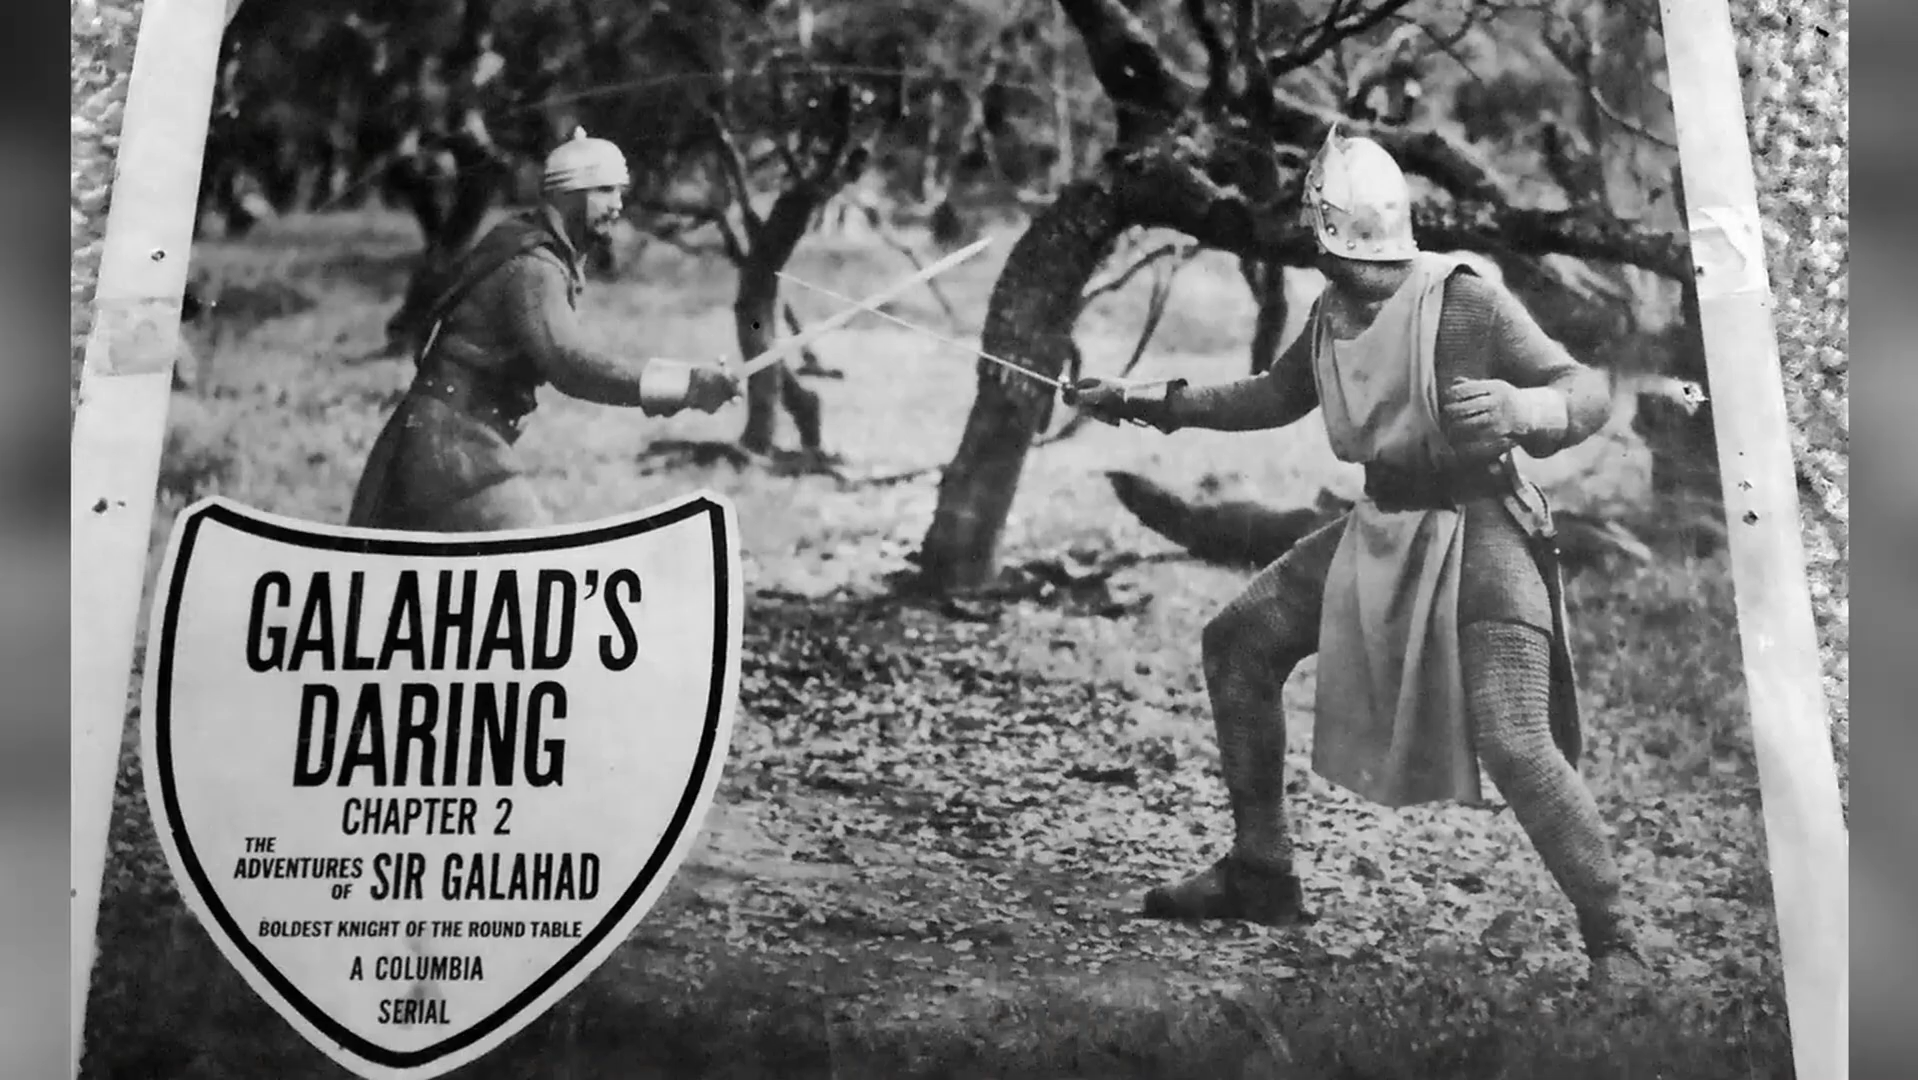 GALAHAD'S
DARING
CHAPTER 2
THE
ADVENTURES
OF SIR GALAHAD
BOLDEST KNIGHT OF THE ROUND TABLE
A COLUMBIA
SERIAL